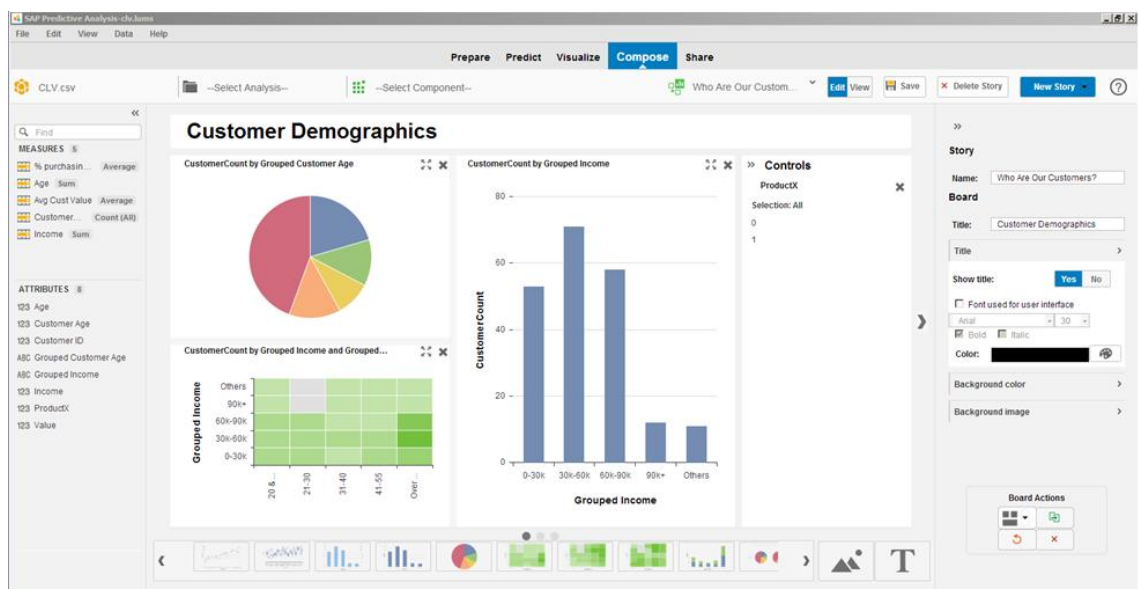 SAP Predictive Analysis-clv.lums
File Edit View Data Help
Prepare Predict Visualize Compose Share
CLV.csv
--Select Analysis--
--Select Component--
Who Are Our Custom...
Edit View
Save
Delete Story
New Story
?
Find
MEASURES 5
% purchasin... Average
Age Sum
Avg Cust Value Average
Customer... Count (All)
Income Sum
ATTRIBUTES 8
123 Age
123 Customer Age
123 Customer ID
ABC Grouped Customer Age
ABC Grouped Income
123 Income
123 ProductX
123 Value
Customer Demographics
CustomerCount by Grouped Customer Age
CustomerCount by Grouped Income and Grouped...
Grouped Income
Others
90k+
60k-90k
30k-60k
0-30k
20 & ...
21-30
31-40
41-55
Over ...
CustomerCount by Grouped Income
CustomerCount
80
60
40
20
0
0-30k 30k-60k 60k-90k 90k+ Others
Grouped Income
Controls
ProductX
Selection: All
0
1
T
Story
Name: Who Are Our Customers?
Board
Title: Customer Demographics
Title
Show title: Yes No
Font used for user interface
Arial 30
Bold Italic
Color:
Background color
Background image
Board Actions